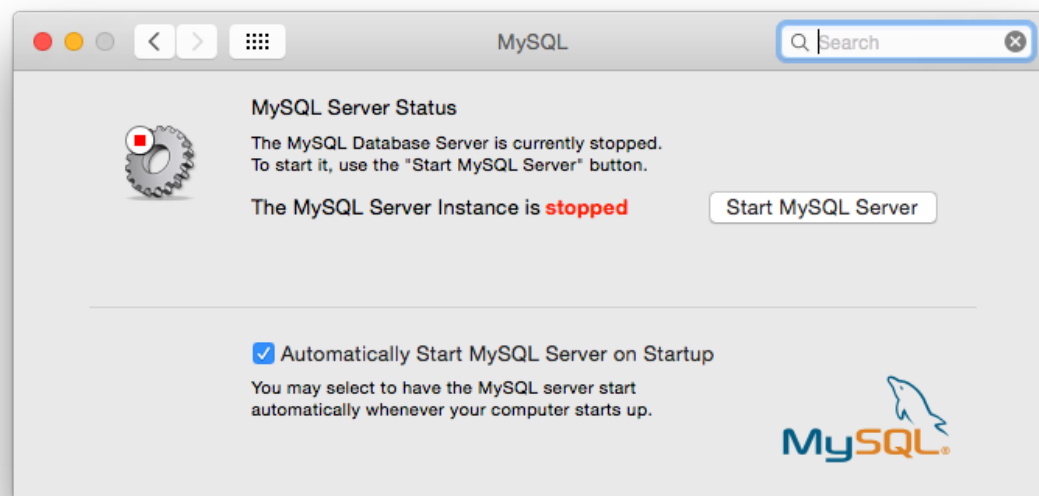 MySQL
Search
MySQL Server Status
The MySQL Database Server is currently stopped.
To start it, use the "Start MySQL Server" button.
The MySQL Server Instance is stopped
Start MySQL Server
Automatically Start MySQL Server on Startup
You may select to have the MySQL server start
automatically whenever your computer starts up.
MySQL®